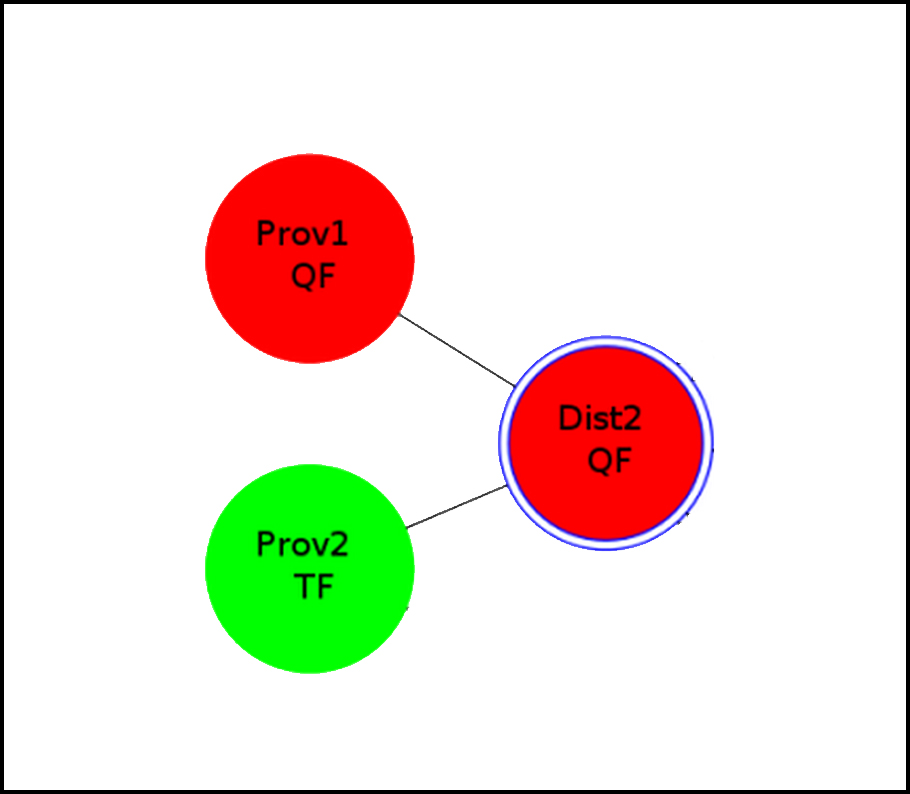 Prov1
QF
Dist2
QF
Prov2
TF